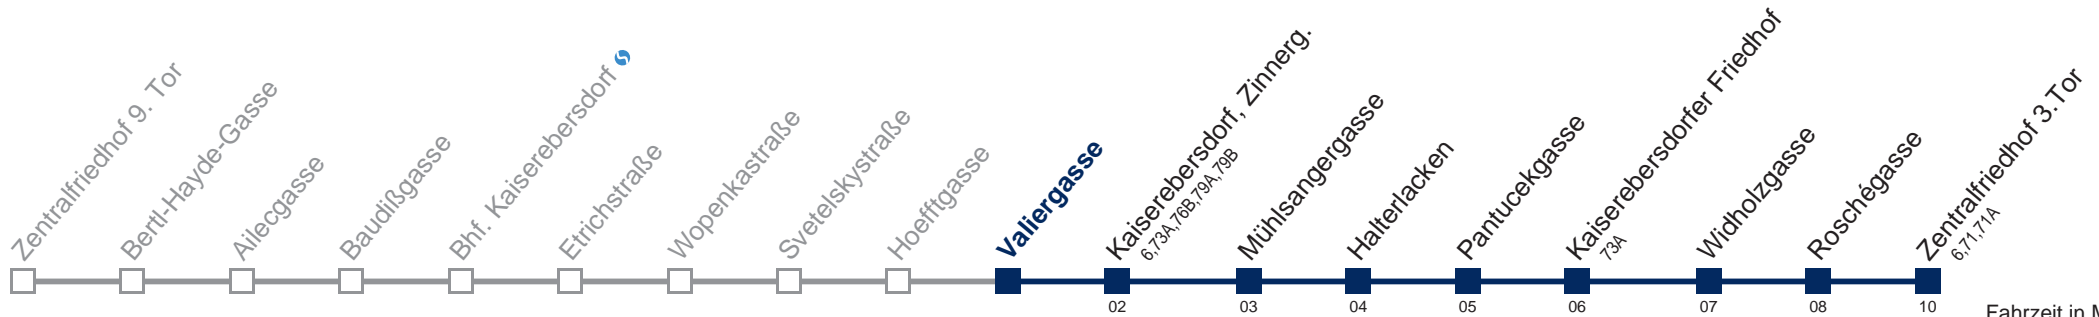 Zentralfriedhof 9. Tor
Bertl-Hayde-Gasse
Ailecgasse
Baudißgasse
Bhf. Kaiserebersdorf
Etrichstraße
Wopenkastraße
Svetelskystraße
Hoefftgasse
Valiergasse
Kaiserebersdorf, Zinnerg.
6,73A,76B,79A,79B
Mühlsangergasse
Halterlacken
Pantucekgasse
Kaiserebersdorfer Friedhof
73A
Widholzgasse
Roschégasse
Zentralfriedhof 3.Tor
6,71,71A
02 03 04 05 06 07 08 10
Fahrzeit in